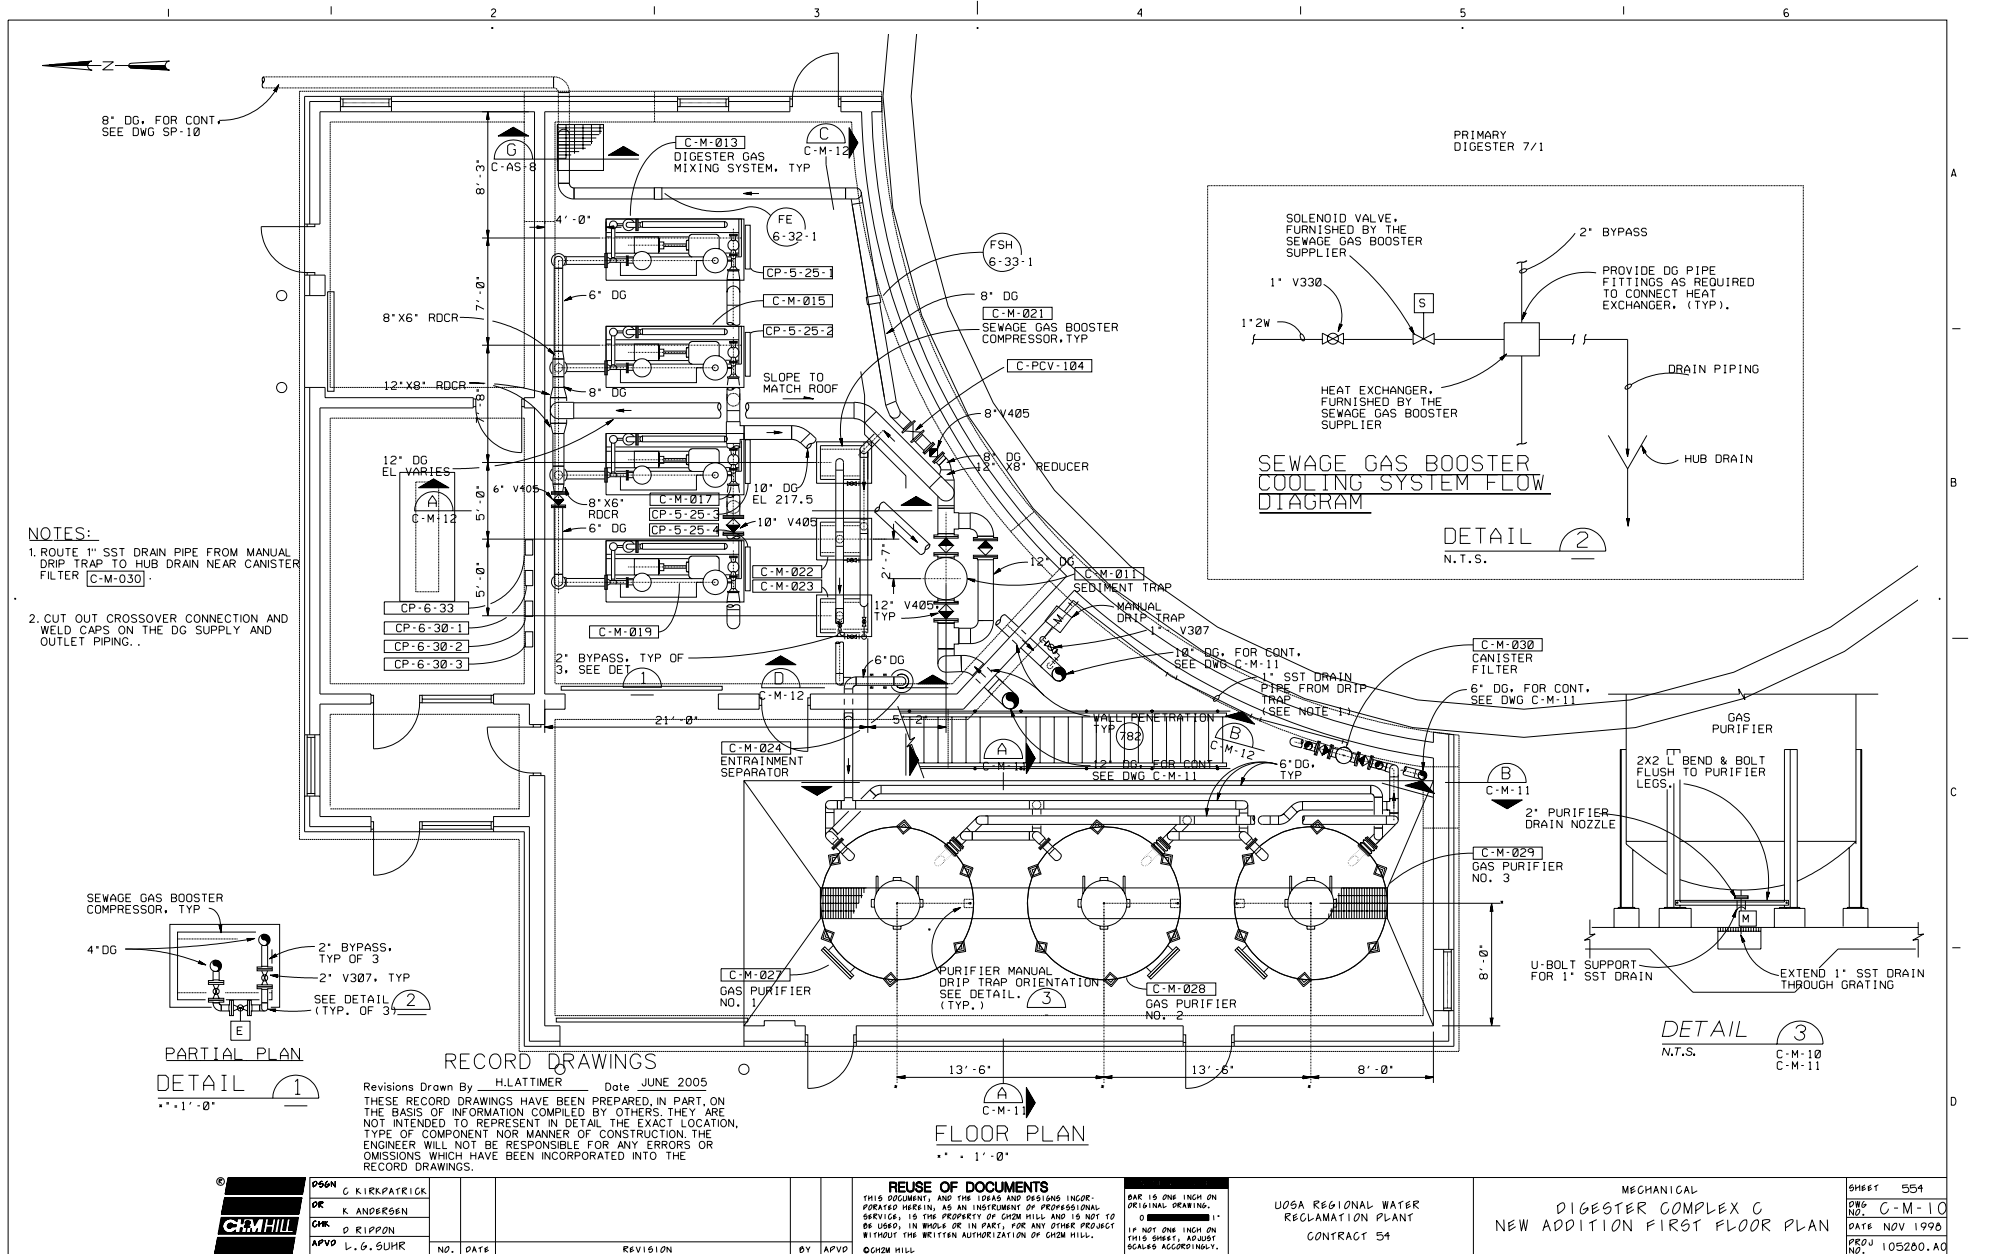 1
2
3
4
5
6
N
8" DG, FOR CONT.
SEE DWG SP-10
G
C-AS-8
C-M-013
DIGESTER GAS
MIXING SYSTEM, TYP
C
C-M-12
PRIMARY
DIGESTER 7/1
A
8'-3"
4'-0"
FE
6-32-1
FSH
6-33-1
CP-5-25-1
6" DG
7'-0"
C-M-015
8"X6" RDCR
CP-5-25-2
8" DG
C-M-021
SEWAGE GAS BOOSTER
COMPRESSOR,TYP
C-PCV-104
SLOPE TO
MATCH ROOF
12"X8" RDCR
8" DG
8"V405
8" DG
12" X8" REDUCER
12" DG
EL VARIES
A
C-M-12
6" V405
8"X6"
RDCR
6" DG
5'-0"
5'-0"
10" DG
EL 217.5
C-M-017
CP-5-25-3
CP-5-25-4
10" V405
2'-7"
C-M-022
C-M-023
12" V405,
TYP
12" DG
C-M-011
SEDIMENT TRAP
MANUAL
DRIP TRAP
M
1" V307
10" DG, FOR CONT.
SEE DWG C-M-11
1" SST DRAIN
PIPE FROM DRIP
TRAP
(SEE NOTE 1)
CP-6-33
CP-6-30-1
CP-6-30-2
CP-6-30-3
C-M-019
2" BYPASS, TYP OF
3, SEE DET
1
D
C-M-12
6"DG
21'-0"
5'-2"
WALL PENETRATION
TYP
782
B
C-M-12
A
C-M-11
12" DG, FOR CONT.
SEE DWG C-M-11
6"DG,
TYP
C-M-024
ENTRAINMENT
SEPARATOR
C-M-030
CANISTER
FILTER
6" DG, FOR CONT.
SEE DWG C-M-11
B
C-M-11
C-M-029
GAS PURIFIER
NO. 3
C-M-027
GAS PURIFIER
NO. 1
PURIFIER MANUAL
DRIP TRAP ORIENTATION
SEE DETAIL.
(TYP.)
3
C-M-028
GAS PURIFIER
NO. 2
8'-0"
13'-6"
13'-6"
8'-0"
A
C-M-11
FLOOR PLAN
" = 1'-0"
NOTES:
1. ROUTE 1" SST DRAIN PIPE FROM MANUAL
DRIP TRAP TO HUB DRAIN NEAR CANISTER
FILTER C-M-030 .
2. CUT OUT CROSSOVER CONNECTION AND
WELD CAPS ON THE DG SUPPLY AND
OUTLET PIPING..
SOLENOID VALVE,
FURNISHED BY THE
SEWAGE GAS BOOSTER
SUPPLIER
2" BYPASS
PROVIDE DG PIPE
FITTINGS AS REQUIRED
TO CONNECT HEAT
EXCHANGER, (TYP).
1" V330
S
1"2W
DRAIN PIPING
HEAT EXCHANGER,
FURNISHED BY THE
SEWAGE GAS BOOSTER
SUPPLIER
HUB DRAIN
SEWAGE GAS BOOSTER
COOLING SYSTEM FLOW
DIAGRAM
DETAIL 2
N.T.S.
B
GAS
PURIFIER
2X2 L BEND & BOLT
FLUSH TO PURIFIER
LEGS.
2" PURIFIER
DRAIN NOZZLE
C
M
U-BOLT SUPPORT
FOR 1" SST DRAIN
EXTEND 1" SST DRAIN
THROUGH GRATING
DETAIL 3
N.T.S.
C-M-10
C-M-11
D
SEWAGE GAS BOOSTER
COMPRESSOR, TYP
4"DG
2" BYPASS,
TYP OF 3
2" V307, TYP
SEE DETAIL 2
(TYP. OF 3)
E
PARTIAL PLAN
DETAIL 1
"=1'-0"
RECORD DRAWINGS
Revisions Drawn By H.LATTIMER Date JUNE 2005
THESE RECORD DRAWINGS HAVE BEEN PREPARED, IN PART, ON
THE BASIS OF INFORMATION COMPILED BY OTHERS. THEY ARE
NOT INTENDED TO REPRESENT IN DETAIL THE EXACT LOCATION,
TYPE OF COMPONENT NOR MANNER OF CONSTRUCTION. THE
ENGINEER WILL NOT BE RESPONSIBLE FOR ANY ERRORS OR
OMISSIONS WHICH HAVE BEEN INCORPORATED INTO THE
RECORD DRAWINGS.
©
CH2M HILL
DSGN C KIRKPATRICK
DR K ANDERSEN
CHK D RIPPON
APVD L.G.SUHR
NO. DATE REVISION BY APVD
REUSE OF DOCUMENTS
THIS DOCUMENT, AND THE IDEAS AND DESIGNS INCOR-
PORATED HEREIN, AS AN INSTRUMENT OF PROFESSIONAL
SERVICE, IS THE PROPERTY OF CH2M HILL AND IS NOT TO
BE USED, IN WHOLE OR IN PART, FOR ANY OTHER PROJECT
WITHOUT THE WRITTEN AUTHORIZATION OF CH2M HILL.
©CH2M HILL
BAR IS ONE INCH ON
ORIGINAL DRAWING.
0 1"
IF NOT ONE INCH ON
THIS SHEET, ADJUST
SCALES ACCORDINGLY.
UOSA REGIONAL WATER
RECLAMATION PLANT
CONTRACT 54
MECHANICAL
DIGESTER COMPLEX C
NEW ADDITION FIRST FLOOR PLAN
SHEET 554
DWG NO. C-M-10
DATE NOV 1998
PROJ NO. 105280.A0